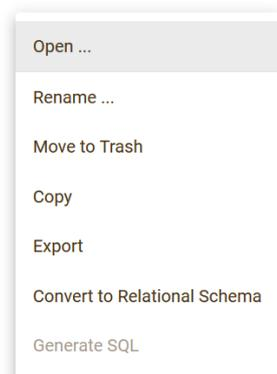 Open ...
Rename ...
Move to Trash
Copy
Export
Convert to Relational Schema
Generate SQL